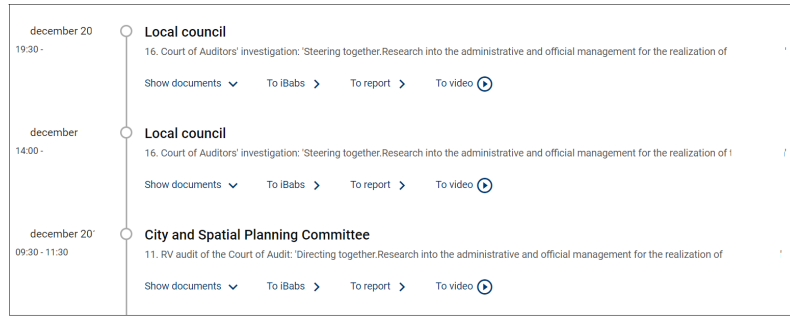 december 20
Local council
19:30 -
16. Court of Auditors' investigation: 'Steering together.Research into the administrative and official management for the realization of
Show documents To iBabs To report To video
december
Local council
14:00 -
16. Court of Auditors' investigation: 'Steering together.Research into the administrative and official management for the realization of
Show documents To iBabs To report To video
december 20
City and Spatial Planning Committee
09:30 - 11:30
11. RV audit of the Court of Audit: 'Directing together.Research into the administrative and official management for the realization of
Show documents To iBabs To report To video